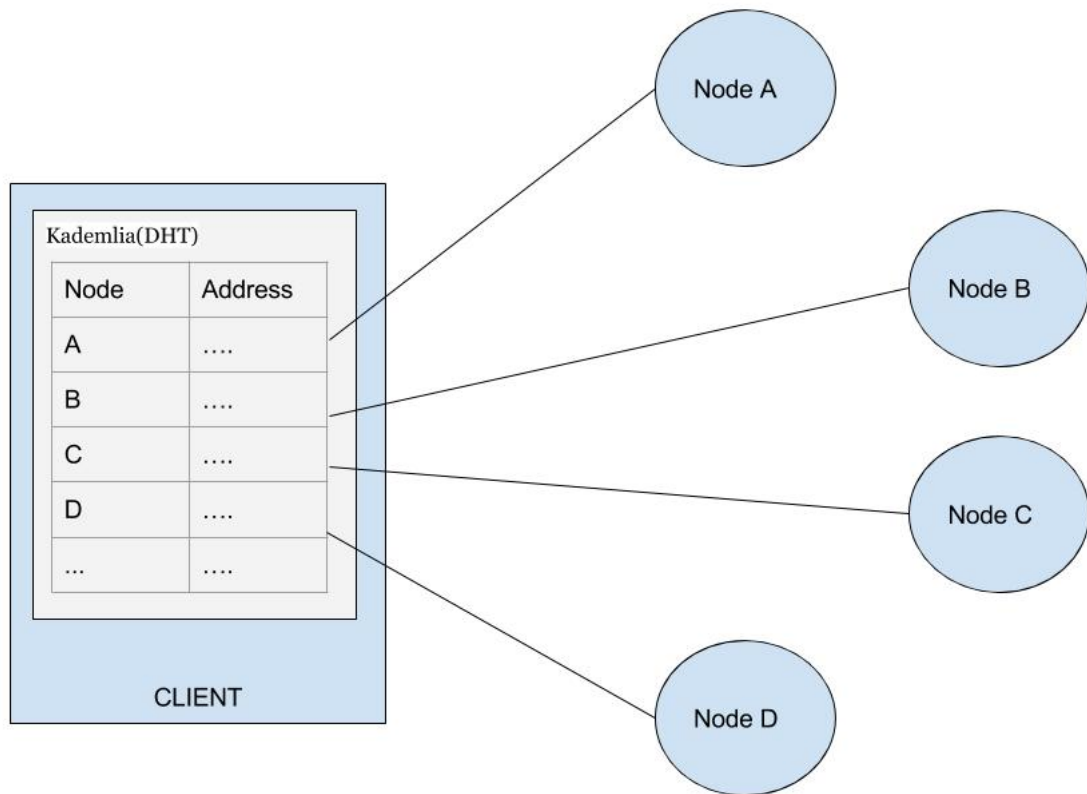 Node A
Kademlia(DHT)
Node Address
A ....
B ....
C ....
D ....
... ....
CLIENT
Node B
Node C
Node D